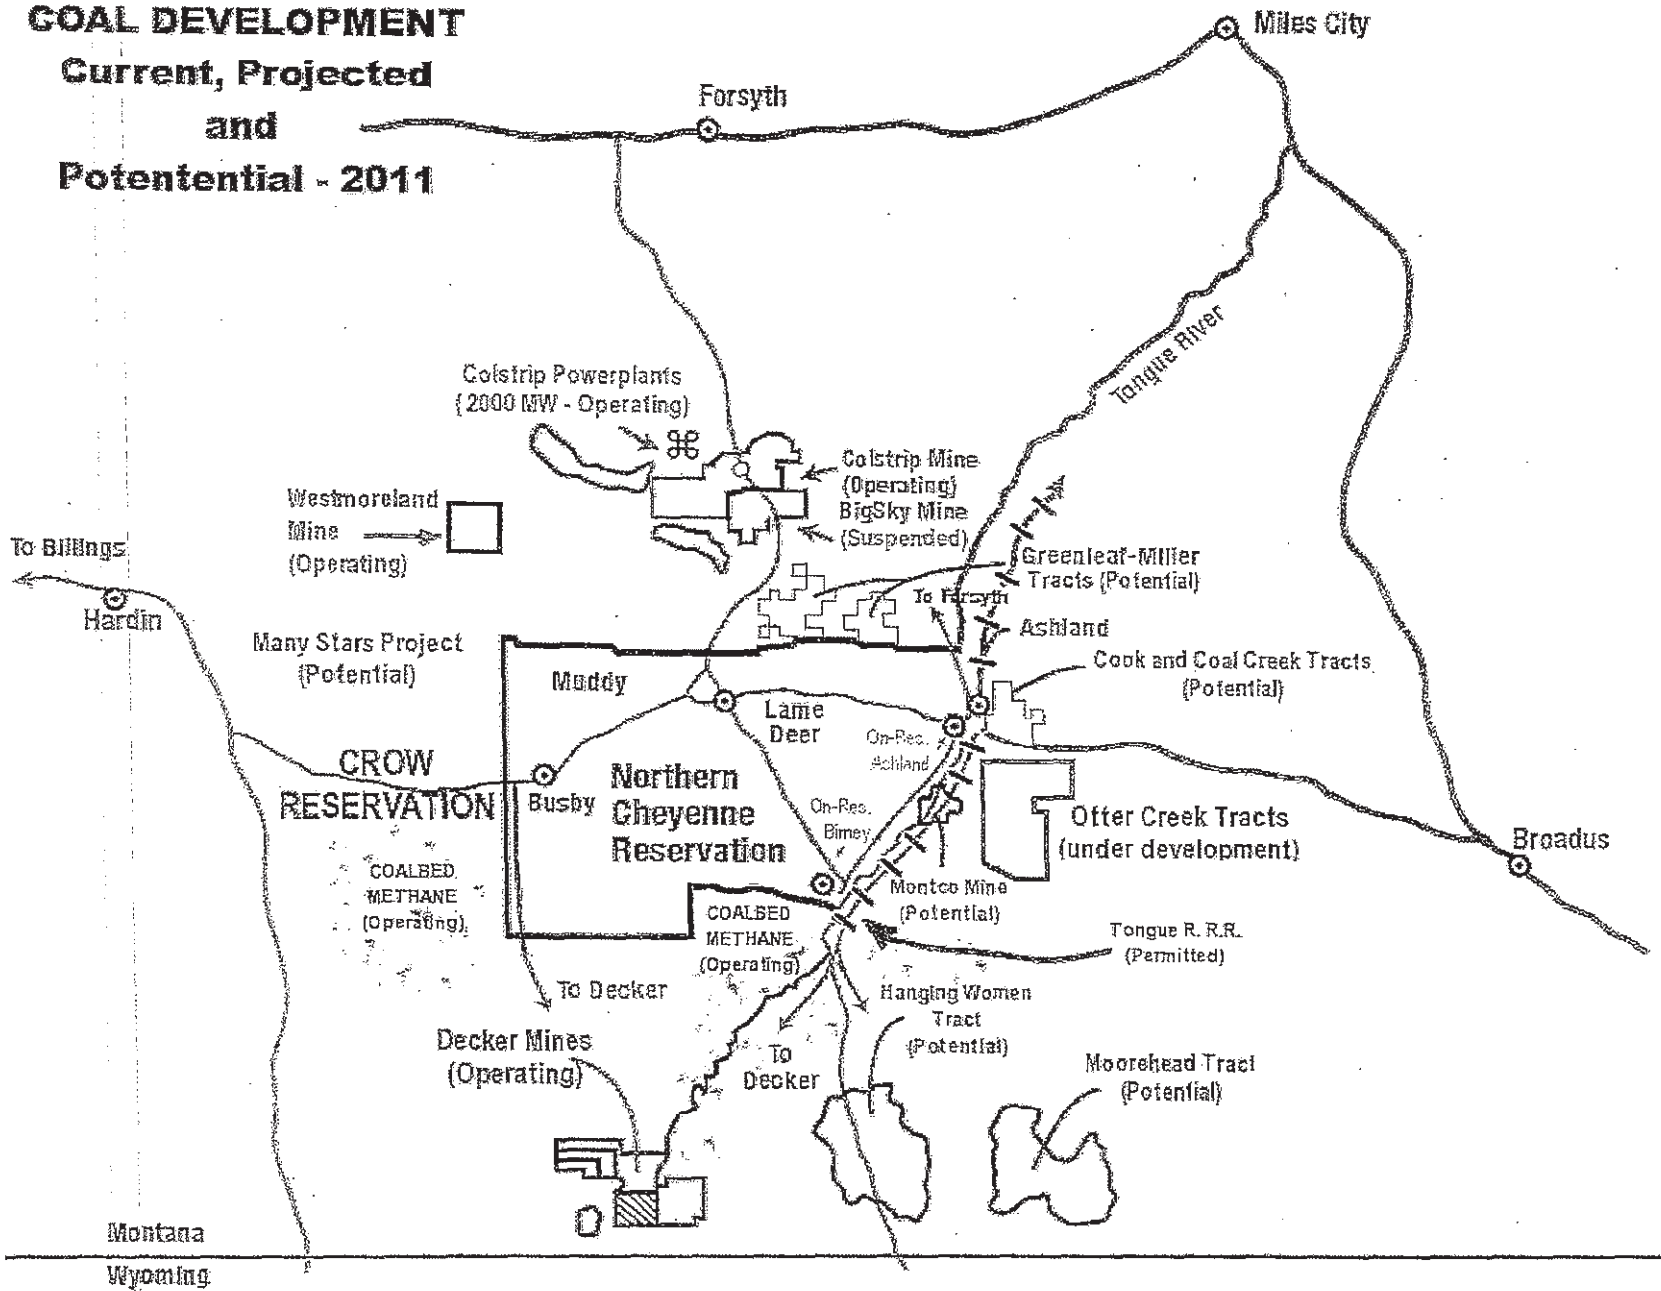 COAL DEVELOPMENT
Current, Projected
and
Potentential - 2011
Miles City
Forsyth
Tongue River
Colstrip Powerplants
(2000 MW - Operating)
Colstrip Mine
(Operating)
BigSky Mine
(Suspended)
Westmoreland
Mine
(Operating)
To Billings
Hardin
Greenleaf-Miller
Tracts (Potential)
To Forsyth
Ashland
Many Stars Project
(Potential)
Muddy
Cook and Coal Creek Tracts
(Potential)
Lame
Deer
On-Res.
Ashland
CROW
RESERVATION
Busby
Northern
Cheyenne
Reservation
On-Res.
Birney
Otter Creek Tracts
(under development)
Broadus
COALBED
METHANE
(Operating)
COALBED
METHANE
(Operating)
Montco Mine
(Potential)
Tongue R. R.R.
(Permitted)
To Decker
Hanging Women
Tract
(Potential)
Decker Mines
(Operating)
To
Decker
Moorehead Tract
(Potential)
Montana
Wyoming